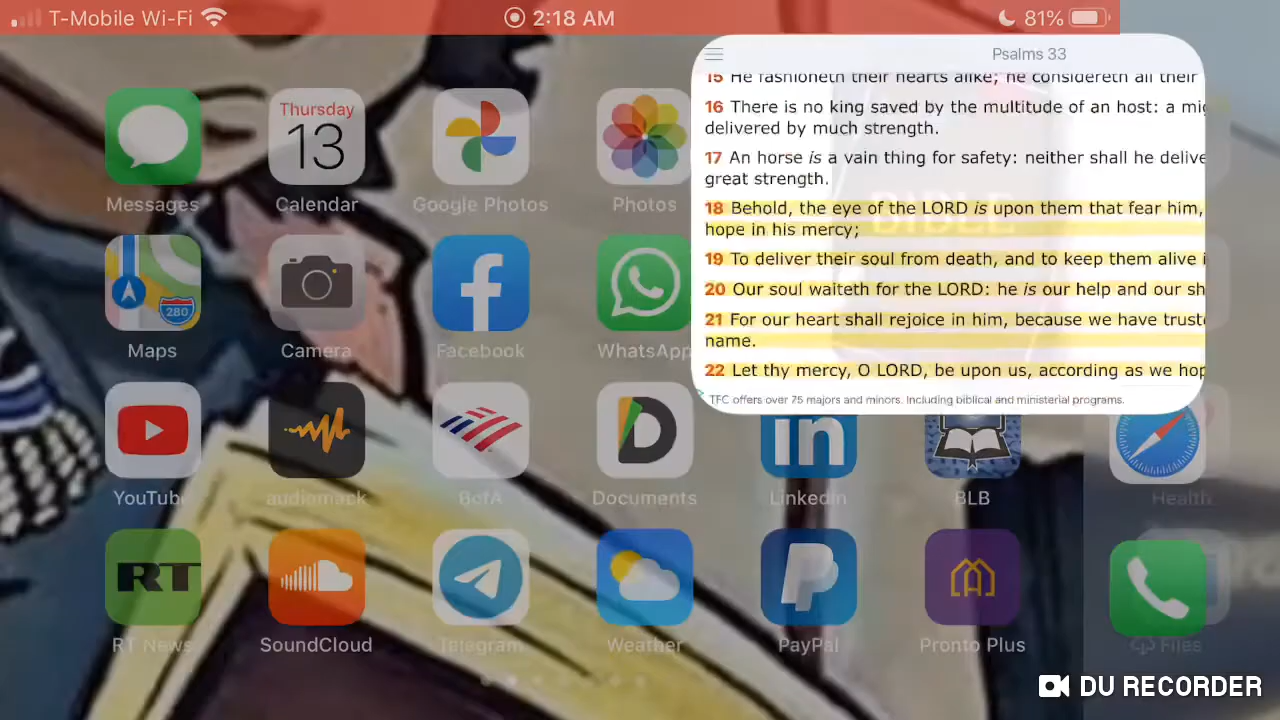 T-Mobile Wi-Fi
2:18 AM
81%
Psalms 33
15 He fashioneth their hearts alike; he considereth all their
16 There is no king saved by the multitude of an host: a mig
delivered by much strength.
17 An horse is a vain thing for safety: neither shall he delive
great strength.
18 Behold, the eye of the LORD is upon them that fear him,
hope in his mercy;
19 To deliver their soul from death, and to keep them alive i
20 Our soul waiteth for the LORD: he is our help and our sh
21 For our heart shall rejoice in him, because we have truste
name.
22 Let thy mercy, O LORD, be upon us, according as we hop
TFC offers over 75 majors and minors. Including biblical and ministerial programs.
BIBLE
Thursday
13
Messages
Calendar
Google Photos
Photos
280
Maps
Camera
Facebook
WhatsApp
in
YouTube
audiomack
BofA
Documents
LinkedIn
BLB
Health
RT
RT News
SoundCloud
Telegram
Weather
PayPal
Pronto Plus
Files
DU RECORDER